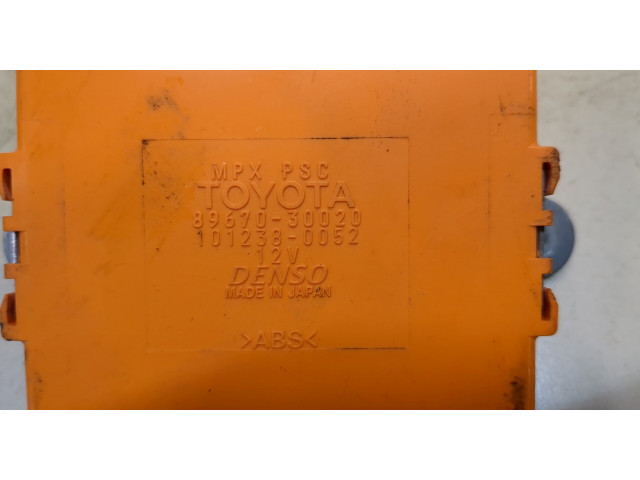 MPX PSC
TOYOTA
89670-30020
101238-0052
12V
DENSO
MADE IN JAPAN
>ABS<